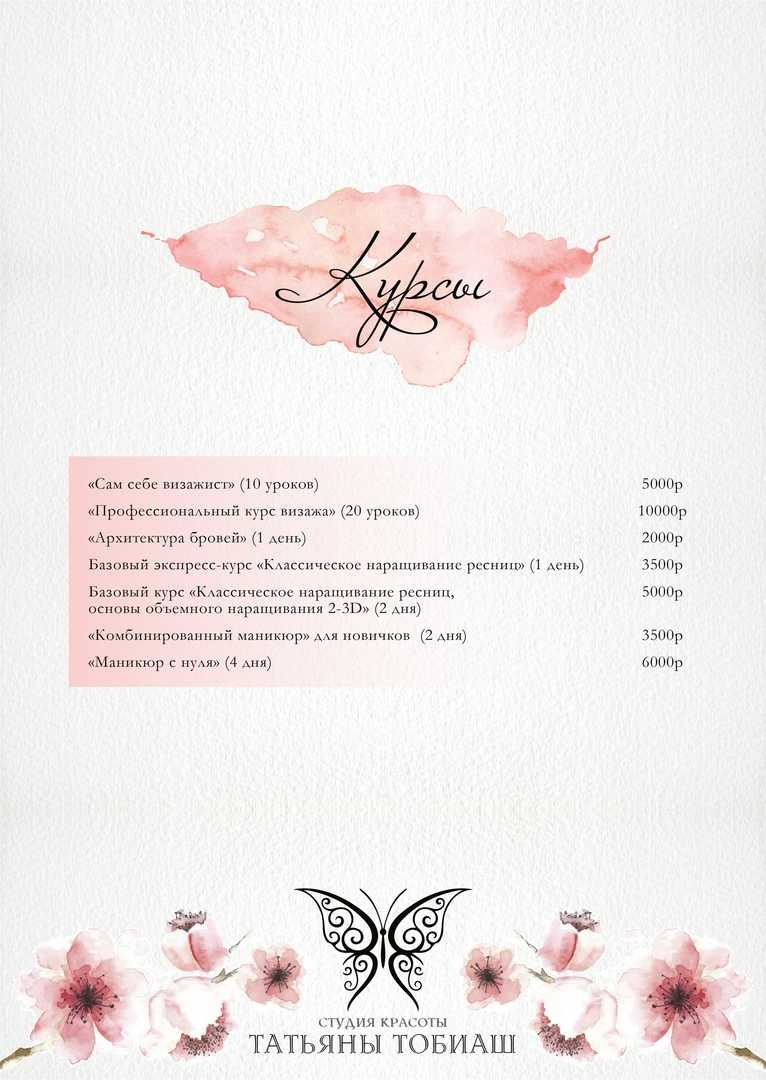 Курсы
«Сам себе визажист» (10 уроков) 5000р
«Профессиональный курс визажа» (20 уроков) 10000р
«Архитектура бровей» (1 день) 2000р
Базовый экспресс-курс «Классическое наращивание ресниц» (1 день) 3500р
Базовый курс «Классическое наращивание ресниц, 5000р
основы объемного наращивания 2-3D» (2 дня)
«Комбинированный маникюр» для новичков (2 дня) 3500р
«Маникюр с нуля» (4 дня) 6000р
СТУДИЯ КРАСОТЫ
ТАТЬЯНЫ ТОБИАШ